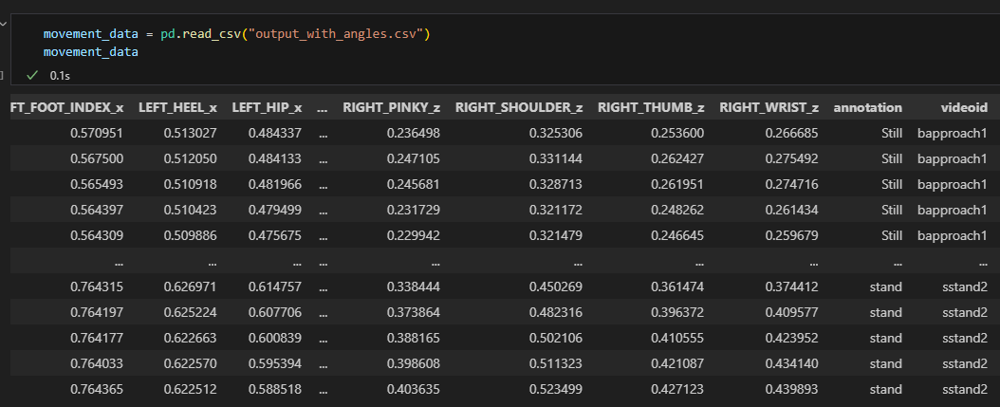 movement_data = pd.read_csv("output_with_angles.csv")
movement_data
] ✓ 0.1s
FT_FOOT_INDEX_x LEFT_HEEL_x LEFT_HIP_x ... RIGHT_PINKY_z RIGHT_SHOULDER_z RIGHT_THUMB_z RIGHT_WRIST_z annotation videoid
0.570951 0.513027 0.484337 ... 0.236498 0.325306 0.253600 0.266685 Still bapproach1
0.567500 0.512050 0.484133 ... 0.247105 0.331144 0.262427 0.275492 Still bapproach1
0.565493 0.510918 0.481966 ... 0.245681 0.328713 0.261951 0.274716 Still bapproach1
0.564397 0.510423 0.479499 ... 0.231729 0.321172 0.248262 0.261434 Still bapproach1
0.564309 0.509886 0.475675 ... 0.229942 0.321479 0.246645 0.259679 Still bapproach1
... ... ... ... ... ... ... ... ... ...
0.764315 0.626971 0.614757 ... 0.338444 0.450269 0.361474 0.374412 stand sstand2
0.764197 0.625224 0.607706 ... 0.373864 0.482316 0.396372 0.409577 stand sstand2
0.764177 0.622663 0.600839 ... 0.388165 0.502106 0.410555 0.423952 stand sstand2
0.764033 0.622570 0.595394 ... 0.398608 0.511323 0.421087 0.434140 stand sstand2
0.764365 0.622512 0.588518 ... 0.403635 0.523499 0.427123 0.439893 stand sstand2